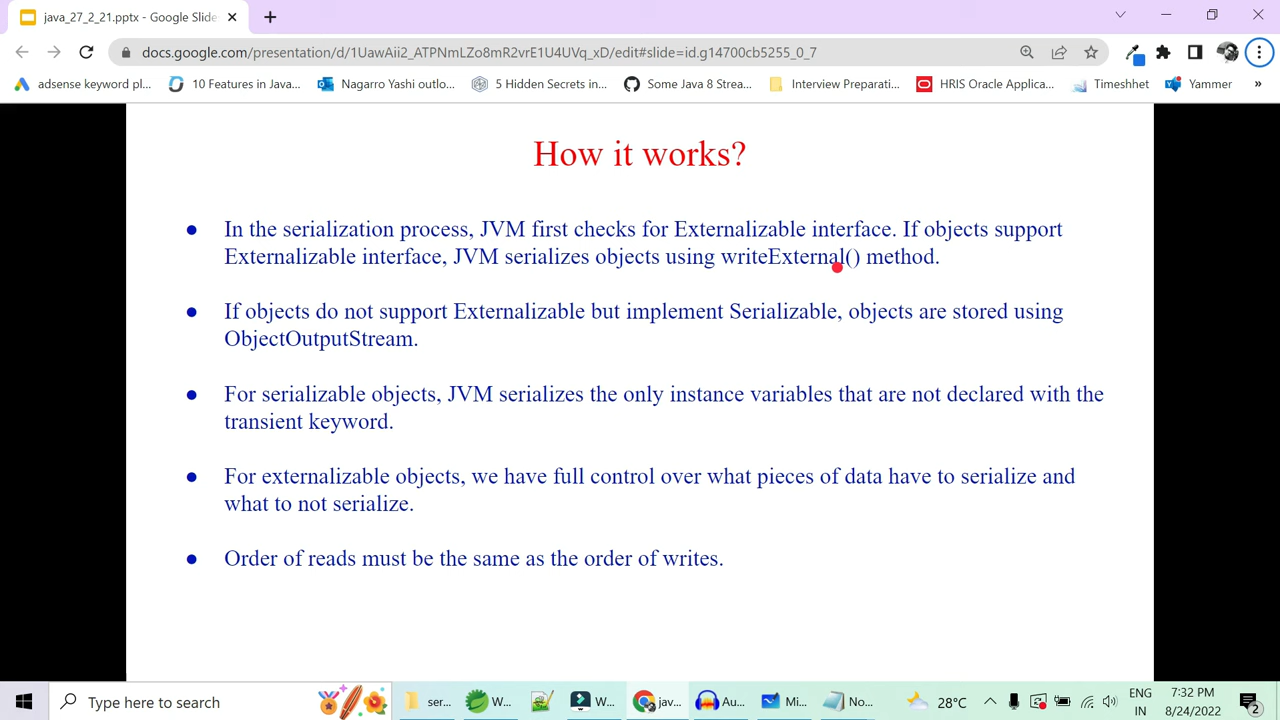 java_27_2_21.pptx - Google Slide
docs.google.com/presentation/d/1UawAii2_ATPNmLZo8mR2vrE1U4UVq_xD/edit#slide=id.g14700cb5255_0_7
adsense keyword pl... 10 Features in Java... Nagarro Yashi outlo... 5 Hidden Secrets in... Some Java 8 Strea... Interview Preparati... HRIS Oracle Applica... Timeshhet Yammer »
How it works?
● In the serialization process, JVM first checks for Externalizable interface. If objects support
Externalizable interface, JVM serializes objects using writeExternal() method.
● If objects do not support Externalizable but implement Serializable, objects are stored using
ObjectOutputStream.
● For serializable objects, JVM serializes the only instance variables that are not declared with the
transient keyword.
● For externalizable objects, we have full control over what pieces of data have to serialize and
what to not serialize.
● Order of reads must be the same as the order of writes.
Type here to search ser... W... W... jav... Au... Mi... No... 28°C ENG 7:32 PM
IN 8/24/2022 2